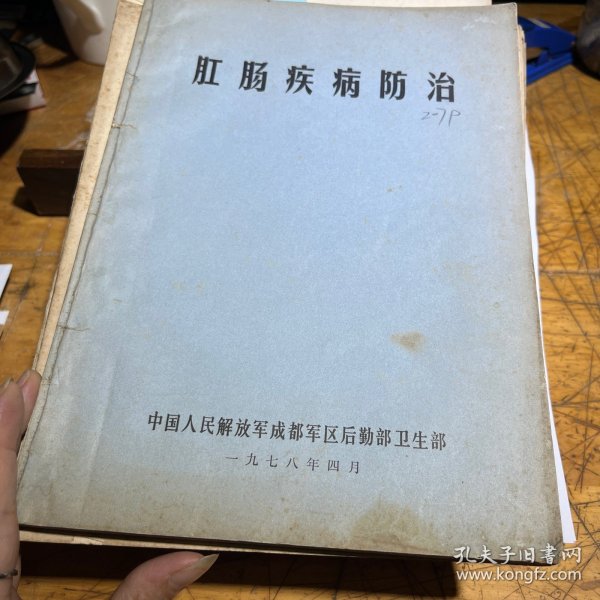 肛肠疾病防治
2-7P
中国人民解放军成都军区后勤部卫生部
一九七八年四月
孔夫子旧书网
www.kongfz.com